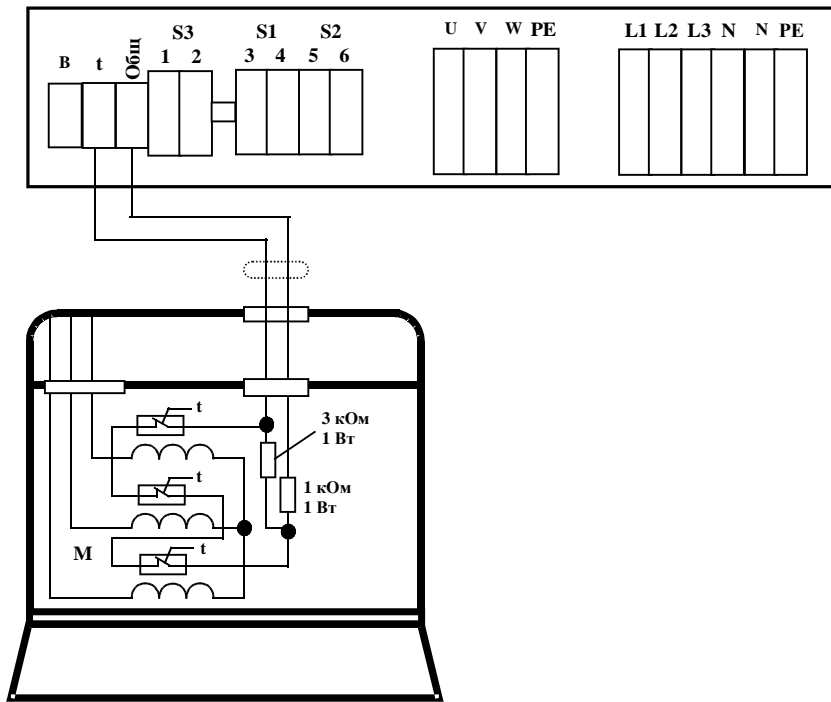 S3 S1 S2
U V W PE
L1 L2 L3 N N PE
В t Общ 1 2 3 4 5 6
t
3 кОм
1 Вт
t
1 кОм
1 Вт
М
t